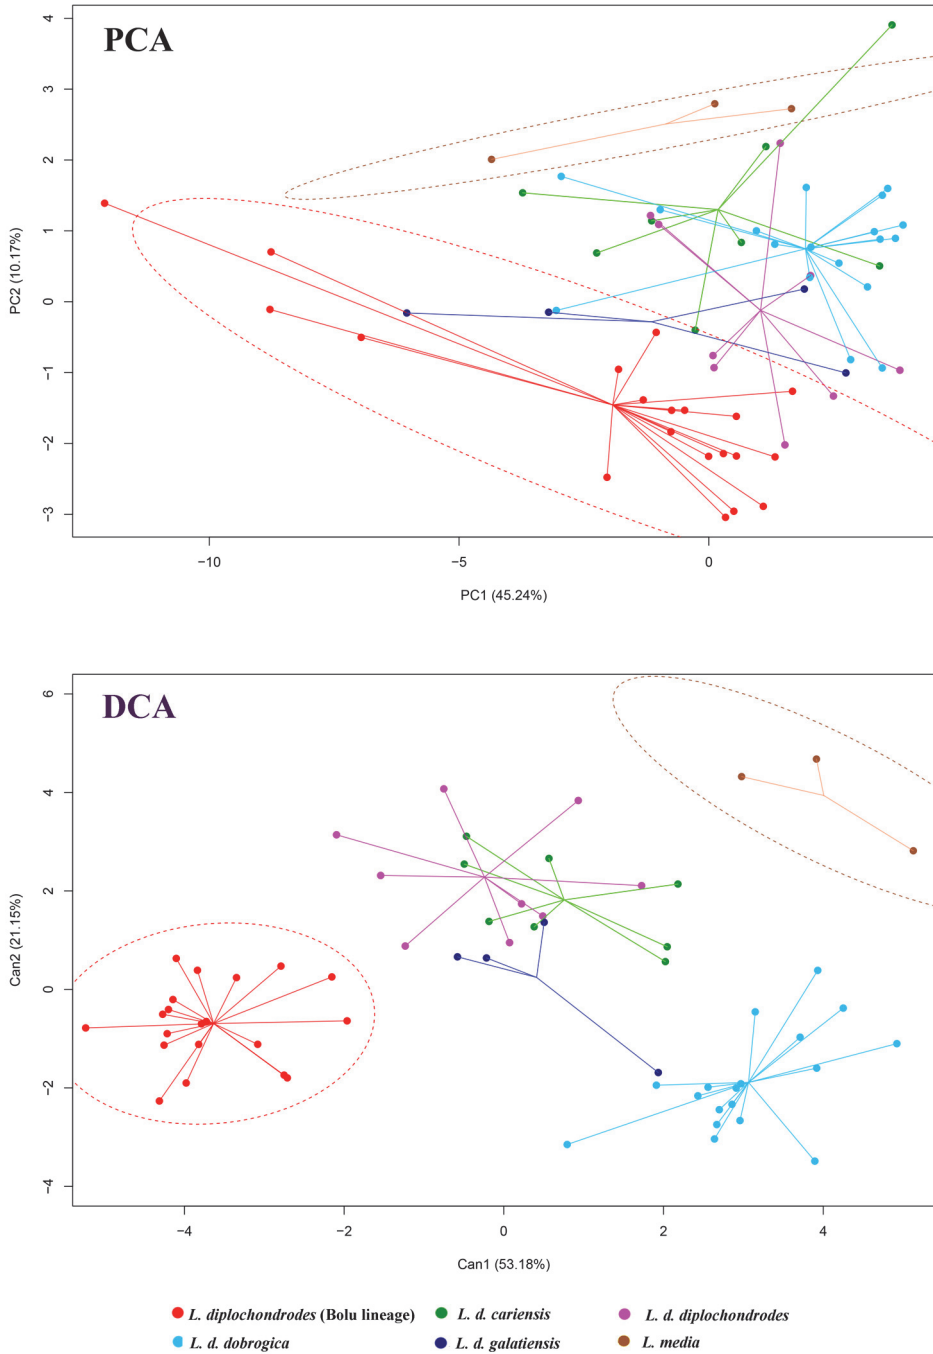 PCA
4
3
2
1
0
−1
−2
−3
PC2 (10.17%)
−10 −5 0
PC1 (45.24%)
DCA
6
4
2
0
−2
−4
Can2 (21.15%)
−4 −2 0 2 4
Can1 (53.18%)
L. diplochondrodes (Bolu lineage) L. d. cariensis L. d. diplochondrodes
L. d. dobrogica L. d. galatiensis L. media